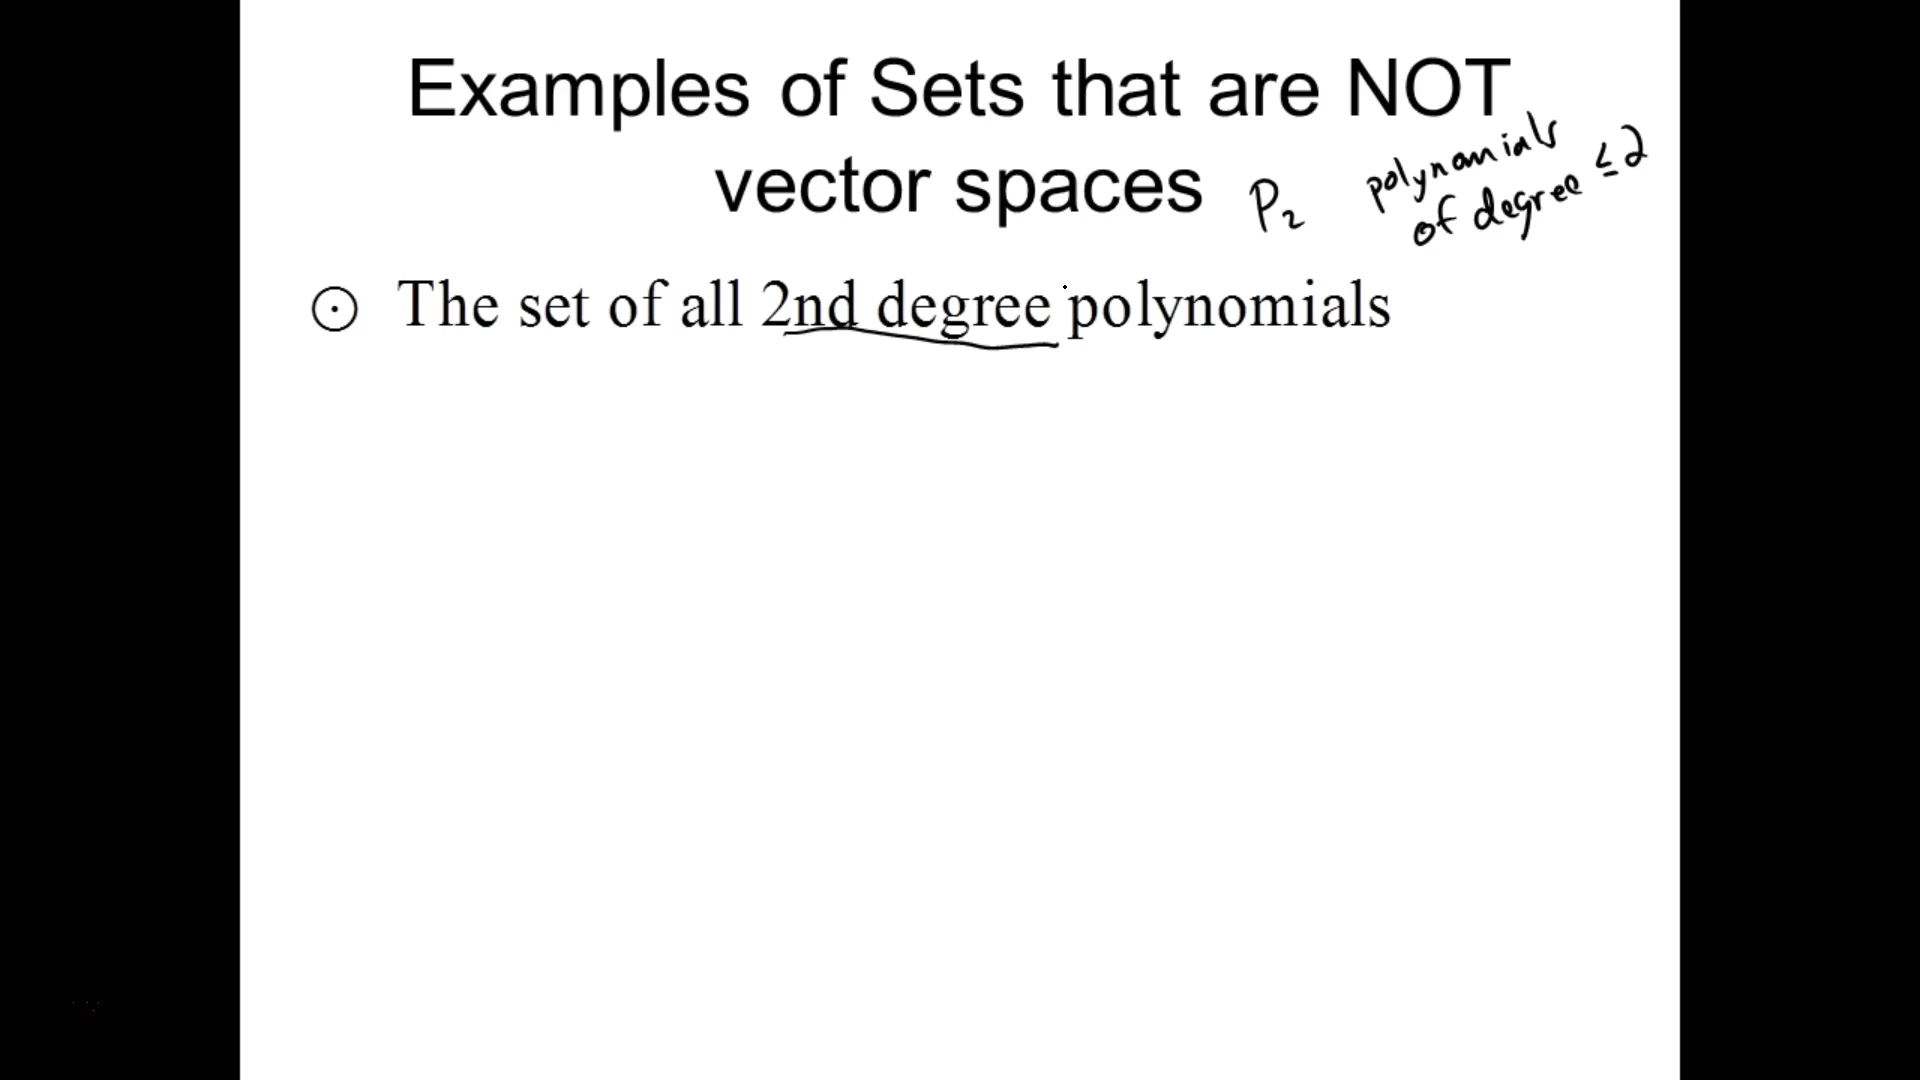 Examples of Sets that are NOT
vector spaces P₂ polynomials
of degree ≤2
⊙ The set of all 2nd degree polynomials